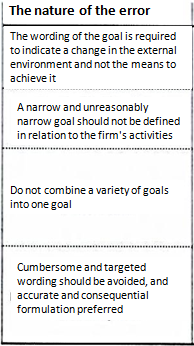 The nature of the error
The wording of the goal is required
to indicate a change in the external
environment and not the means to
achieve it
A narrow and unreasonably
narrow goal should not be defined
in relation to the firm's activities
Do not combine a variety of goals
into one goal
Cumbersome and targeted
wording should be avoided, and
accurate and consequential
formulation preferred